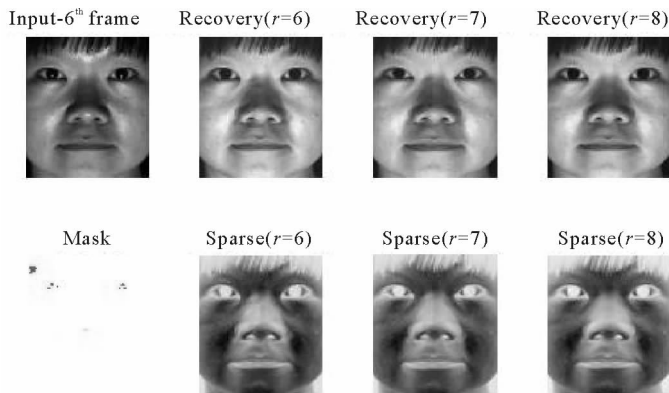 Input-6th frame Recovery(r=6) Recovery(r=7) Recovery(r=8)
Mask Sparse(r=6) Sparse(r=7) Sparse(r=8)